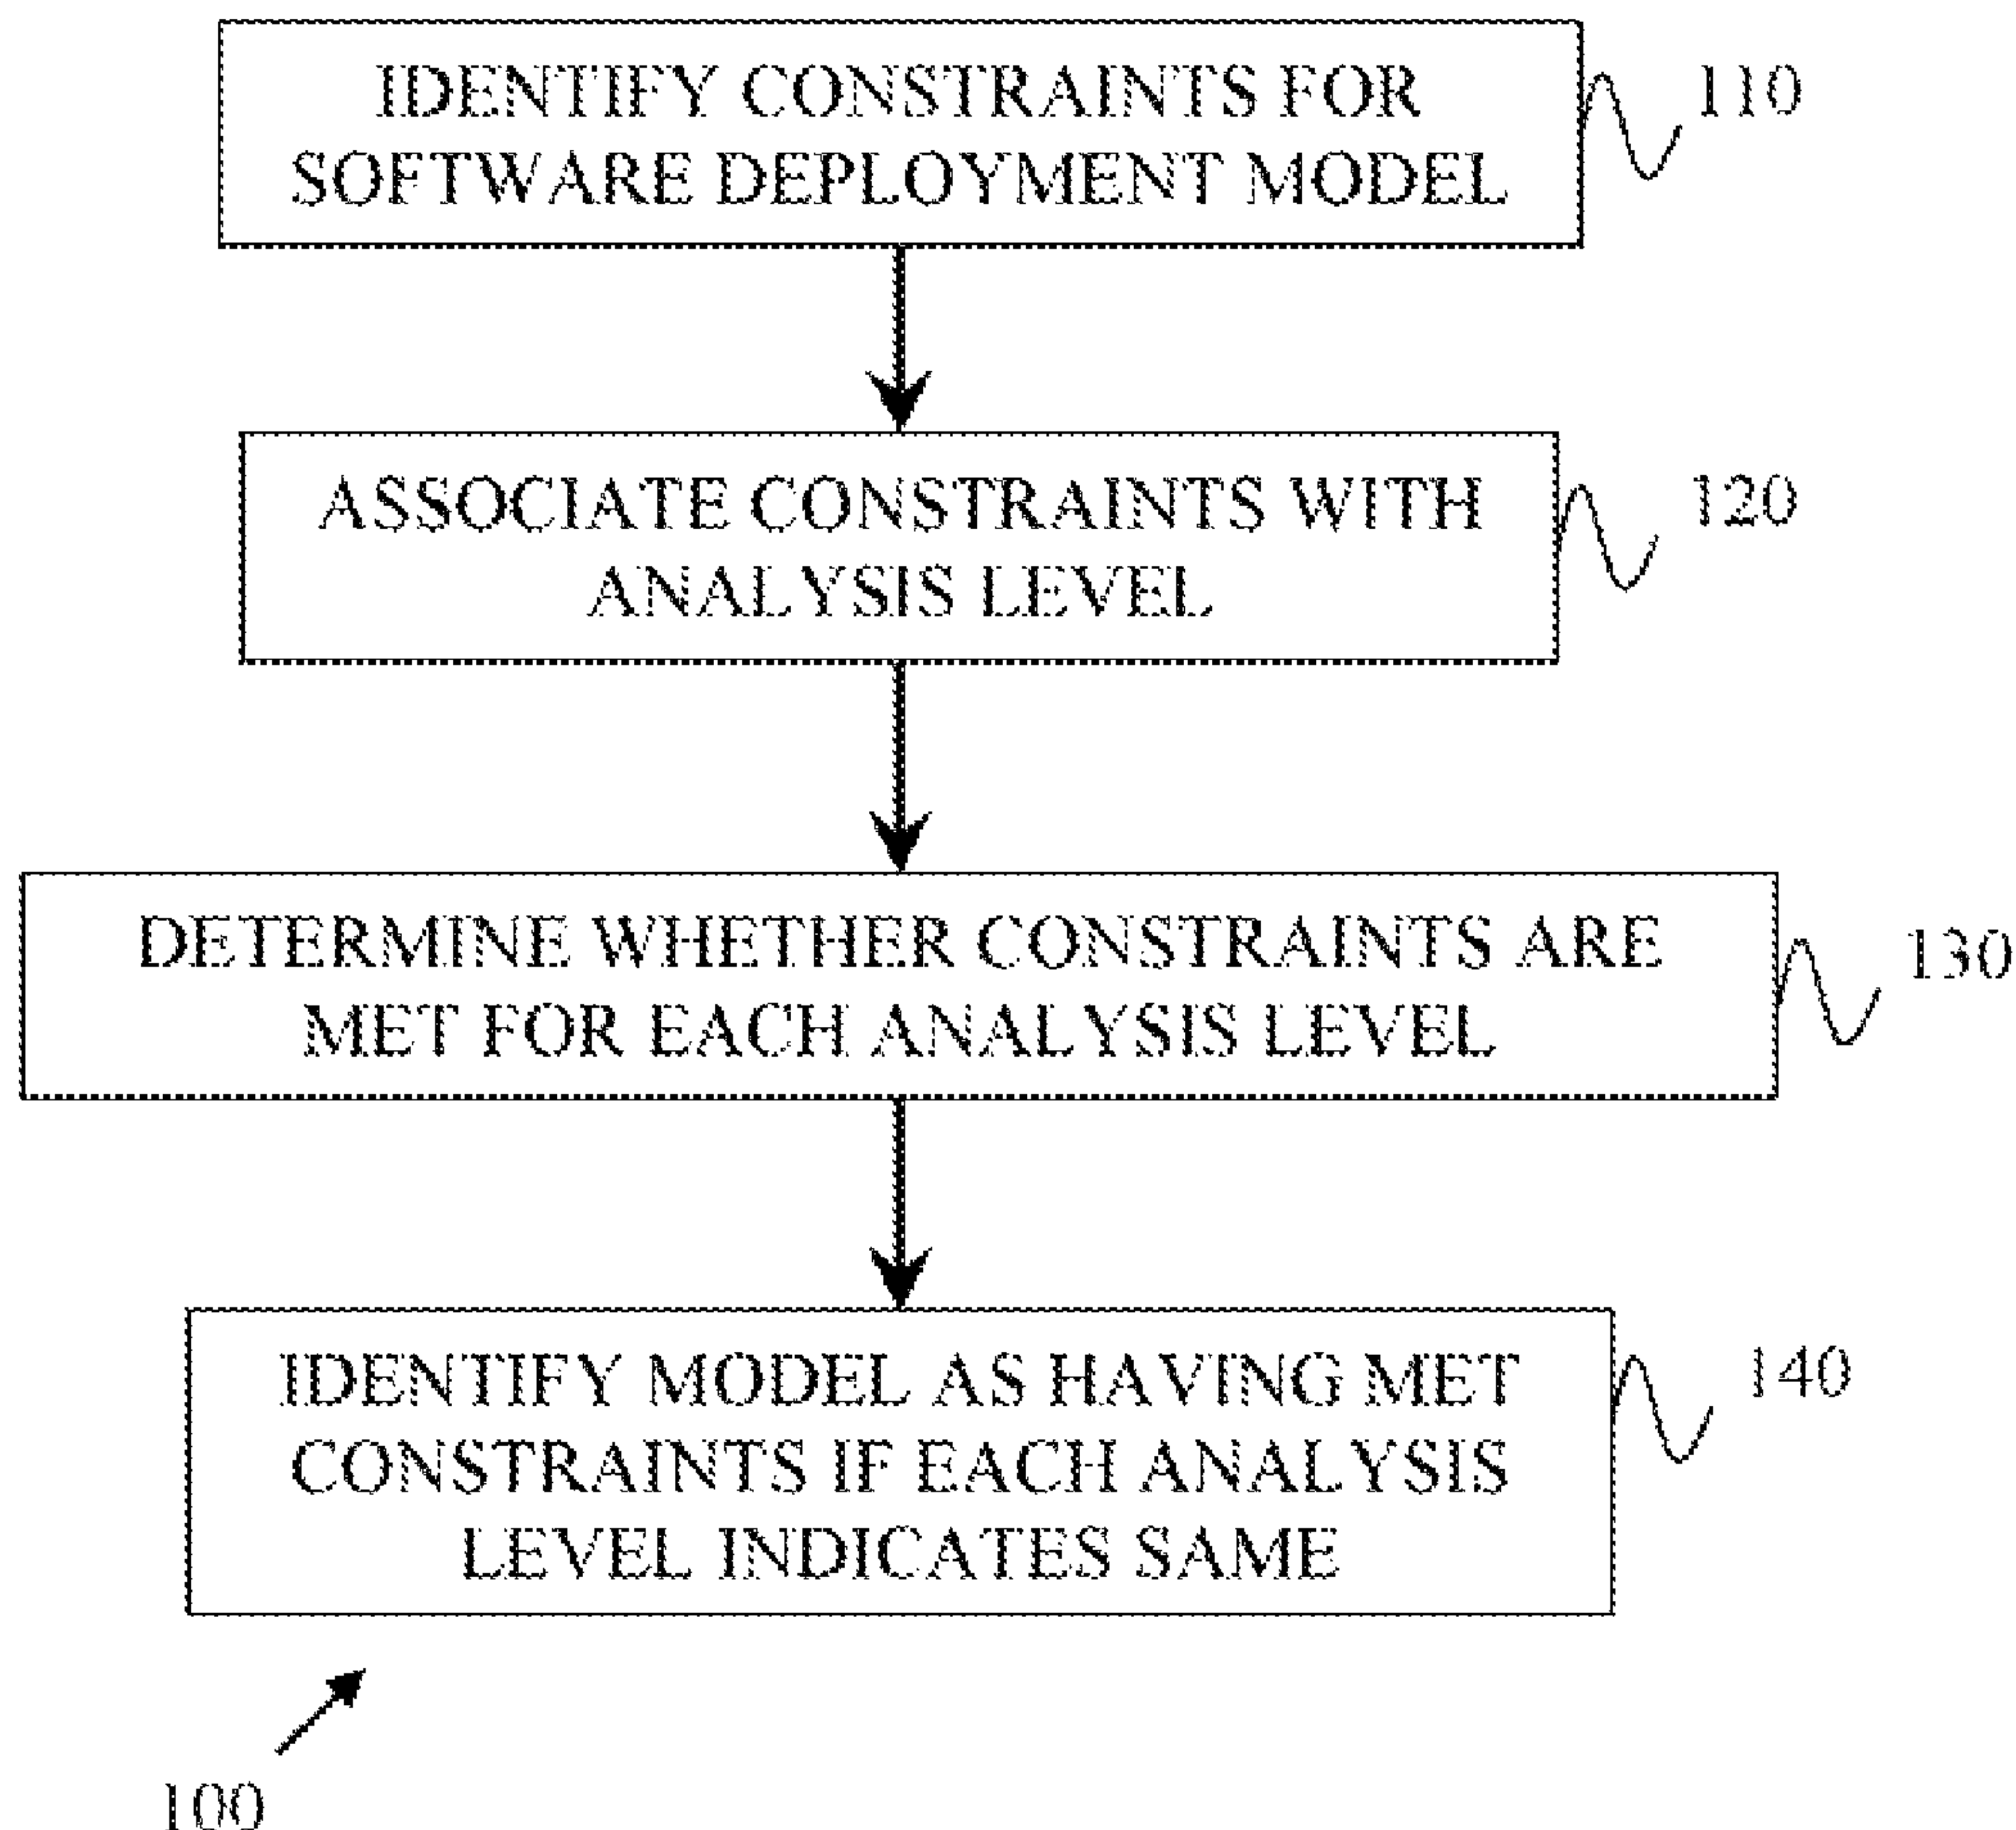 IDENTIFY CONSTRAINTS FOR
SOFTWARE DEPLOYMENT MODEL
110
ASSOCIATE CONSTRAINTS WITH
ANALYSIS LEVEL
120
DETERMINE WHETHER CONSTRAINTS ARE
MET FOR EACH ANALYSIS LEVEL
130
IDENTIFY MODEL AS HAVING MET
CONSTRAINTS IF EACH ANALYSIS
LEVEL INDICATES SAME
140
100